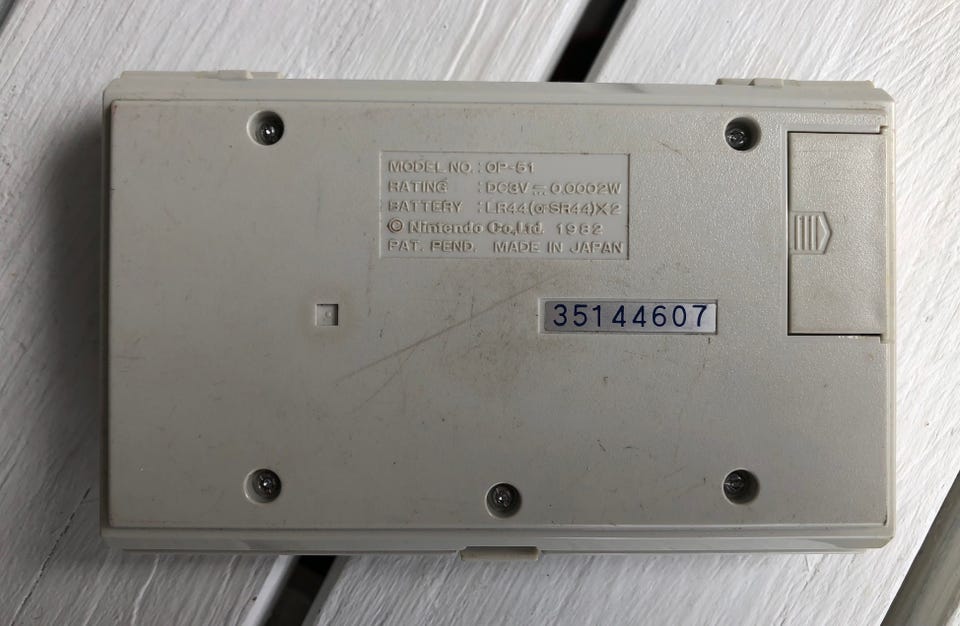 MODEL NO. : OP-51
RATING : DC3V ⎓ 0.0002W
BATTERY : LR44(or SR44)×2
© Nintendo Co.,Ltd. 1982
PAT. PEND. MADE IN JAPAN
35144607